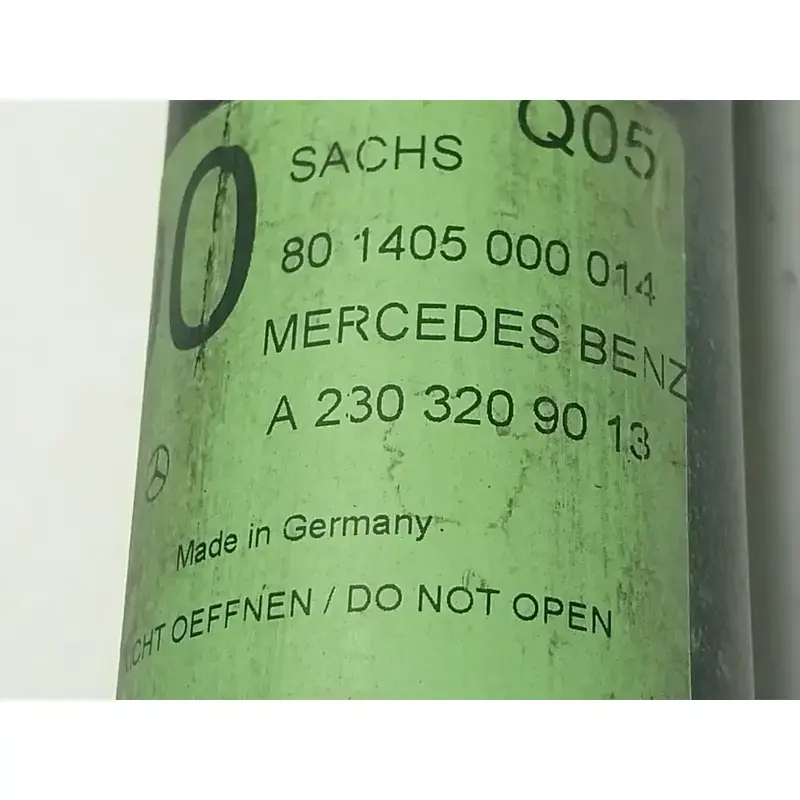 Q05
0
SACHS
80 1405 000 014
MERCEDES BENZ
A 230 320 90 13
Made in Germany
OEFFNEN / DO NOT OPEN